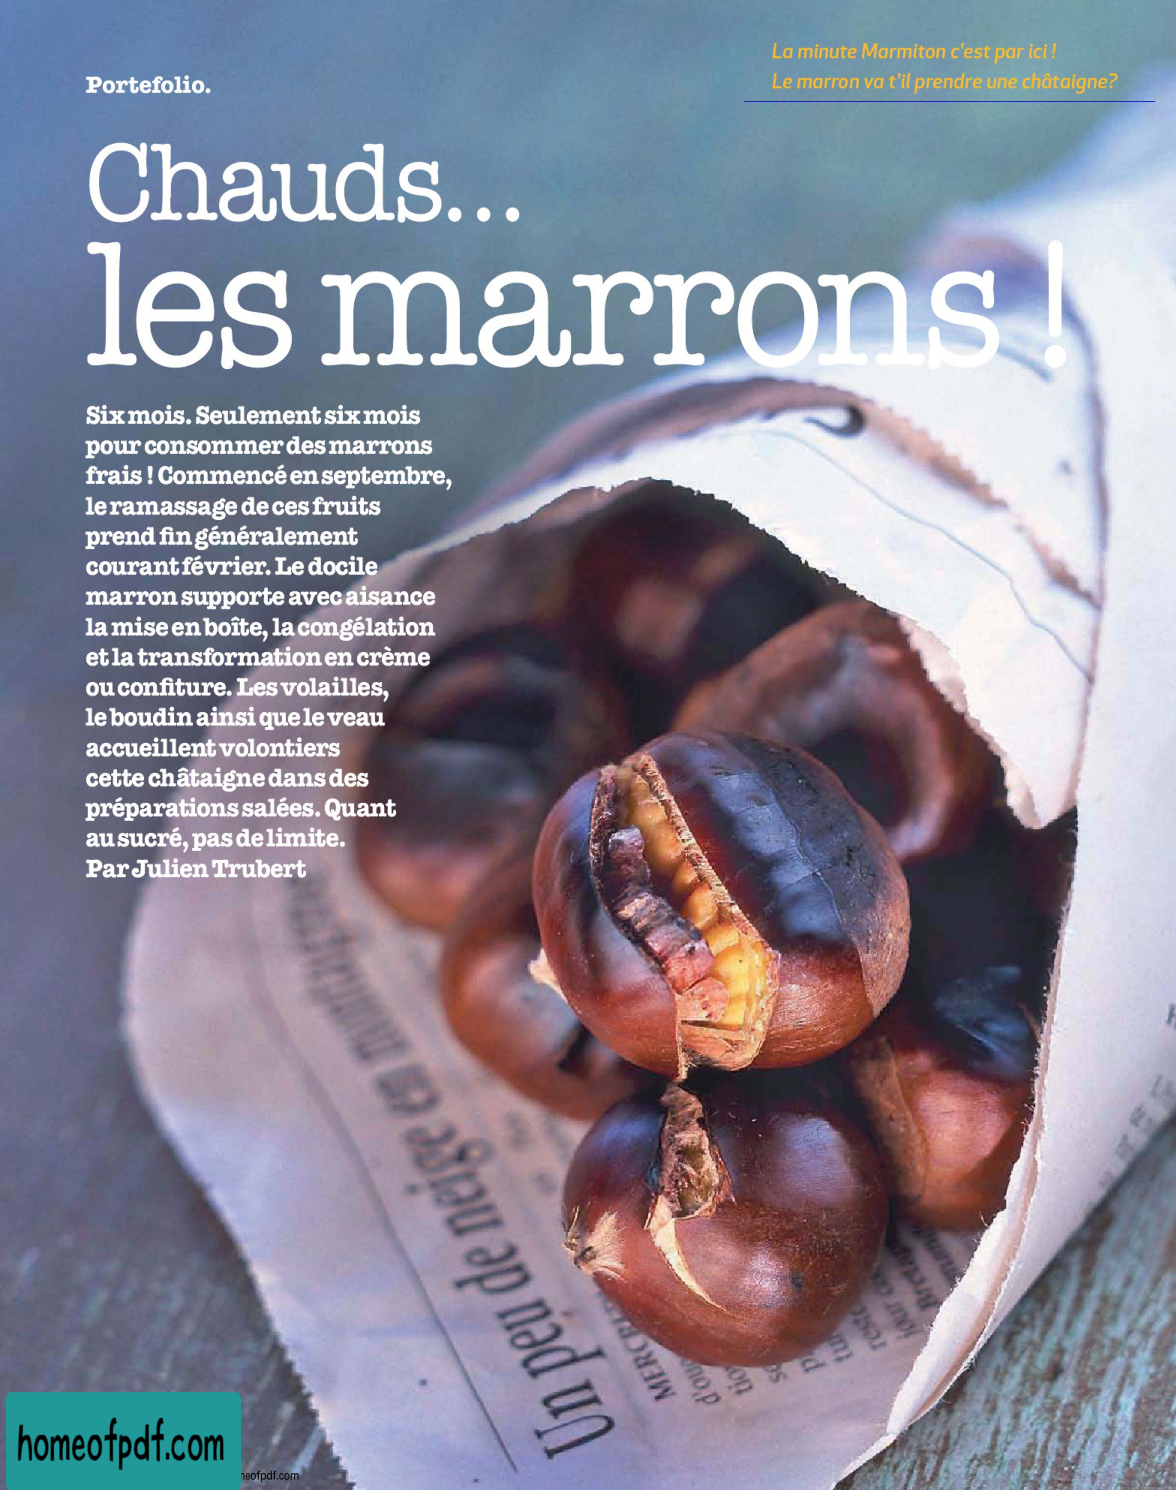 La minute Marmiton c'est par ici !
Le marron va t'il prendre une châtaigne?
Portefolio.
Chauds...
les marrons !
Six mois. Seulement six mois
pour consommer des marrons
frais ! Commencé en septembre,
le ramassage de ces fruits
prend fin généralement
courant février. Le docile
marron supporte avec aisance
la mise en boîte, la congélation
et la transformation en crème
ou confiture. Les volailles,
le boudin ainsi que le veau
accueillent volontiers
cette châtaigne dans des
préparations salées. Quant
au sucré, pas de limite.
Par Julien Trubert
Un peu de neige en
homeofpdf.com
neofpdf.com